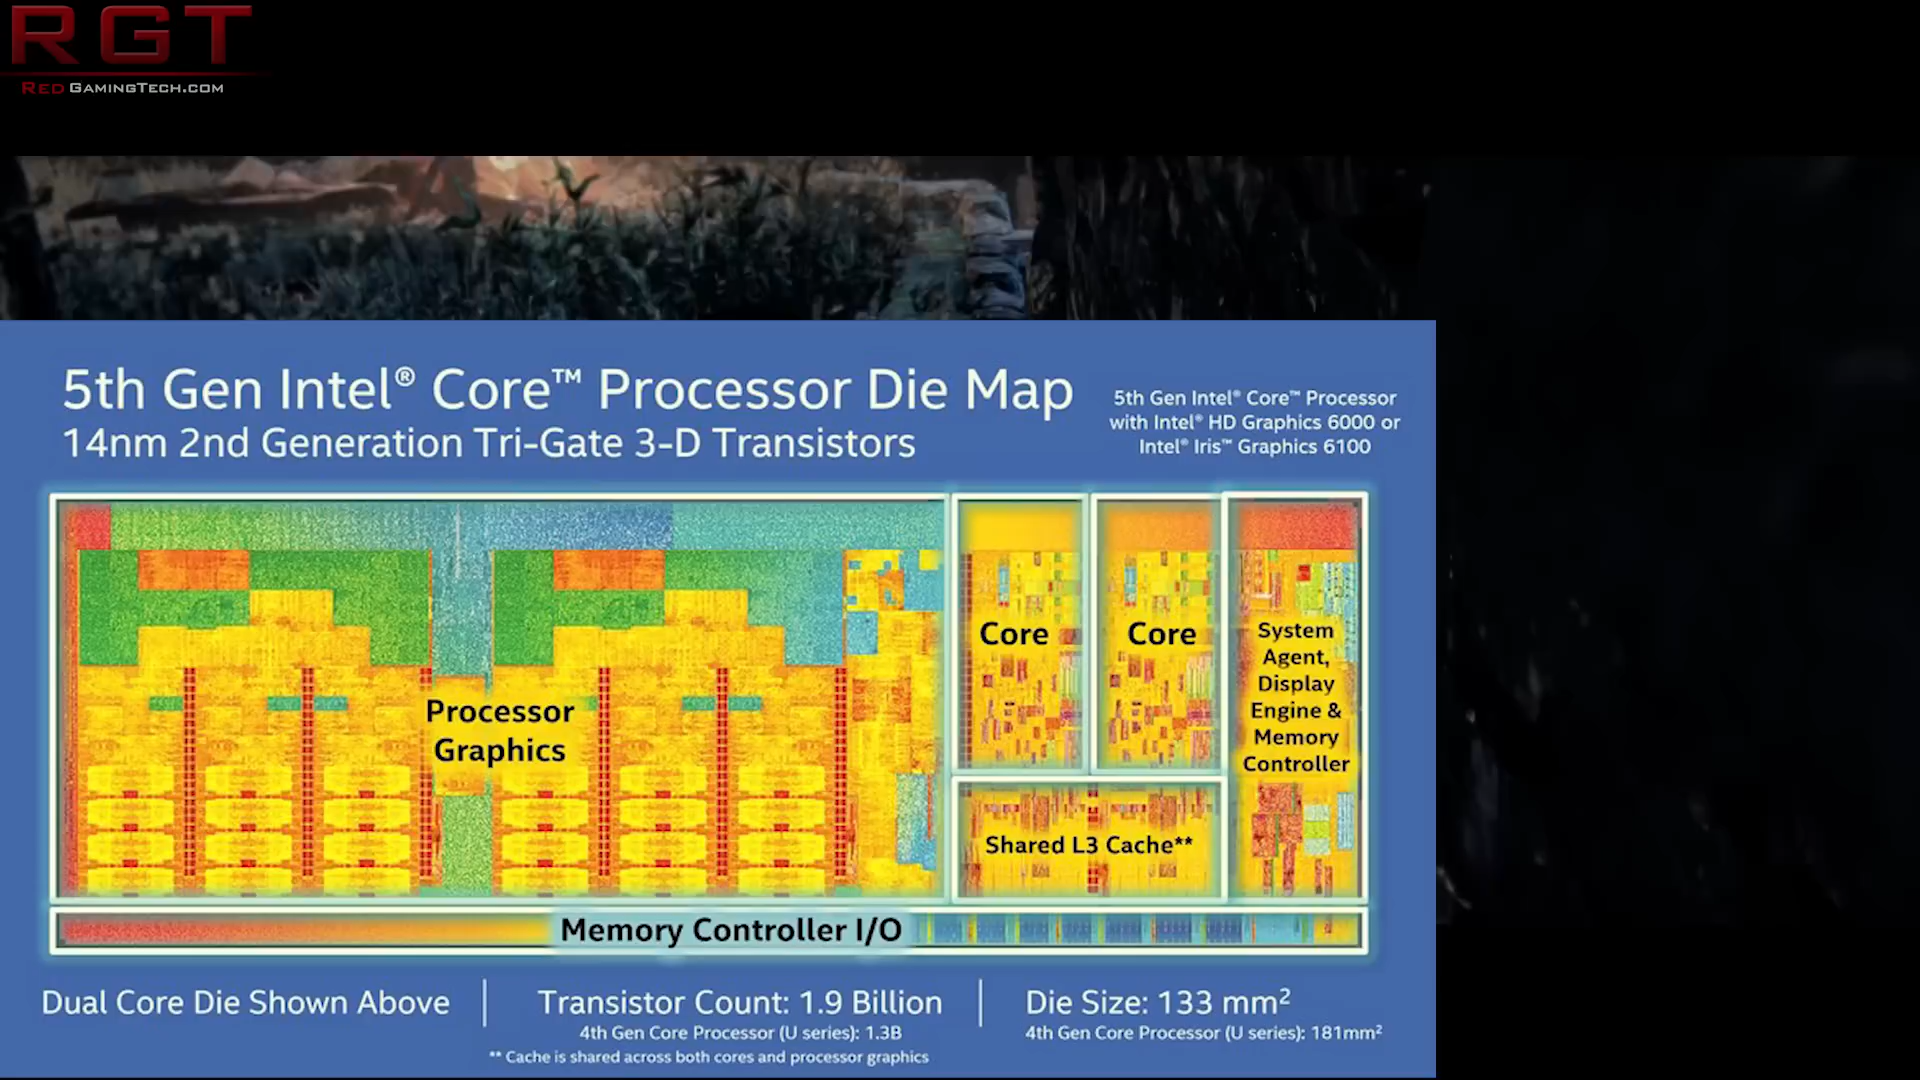 RGT
RED GAMINGTECH.COM
5th Gen Intel® Core™ Processor Die Map
14nm 2nd Generation Tri-Gate 3-D Transistors
5th Gen Intel® Core™ Processor
with Intel® HD Graphics 6000 or
Intel® Iris™ Graphics 6100
Processor
Graphics
Core
Core
System
Agent,
Display
Engine &
Memory
Controller
Shared L3 Cache**
Memory Controller I/O
Dual Core Die Shown Above
Transistor Count: 1.9 Billion
4th Gen Core Processor (U series): 1.3B
** Cache is shared across both cores and processor graphics
Die Size: 133 mm²
4th Gen Core Processor (U series): 181mm²